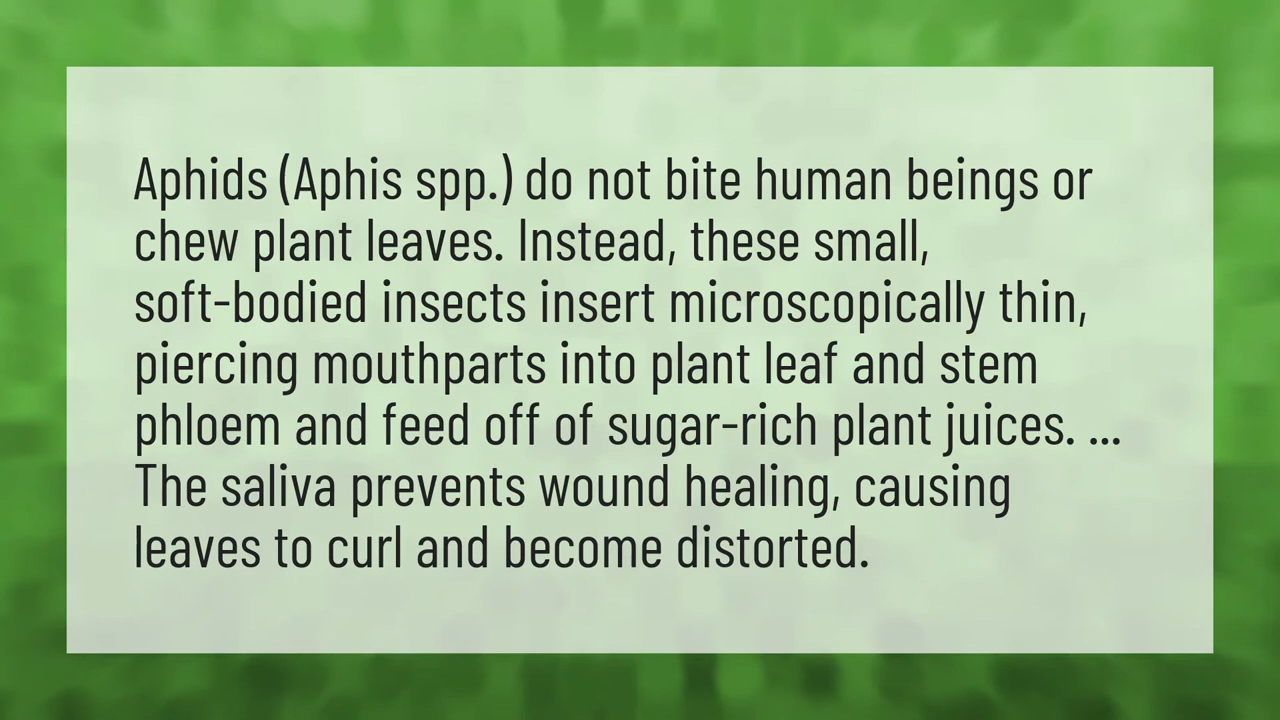 Aphids (Aphis spp.) do not bite human beings or
chew plant leaves. Instead, these small,
soft-bodied insects insert microscopically thin,
piercing mouthparts into plant leaf and stem
phloem and feed off of sugar-rich plant juices. ...
The saliva prevents wound healing, causing
leaves to curl and become distorted.